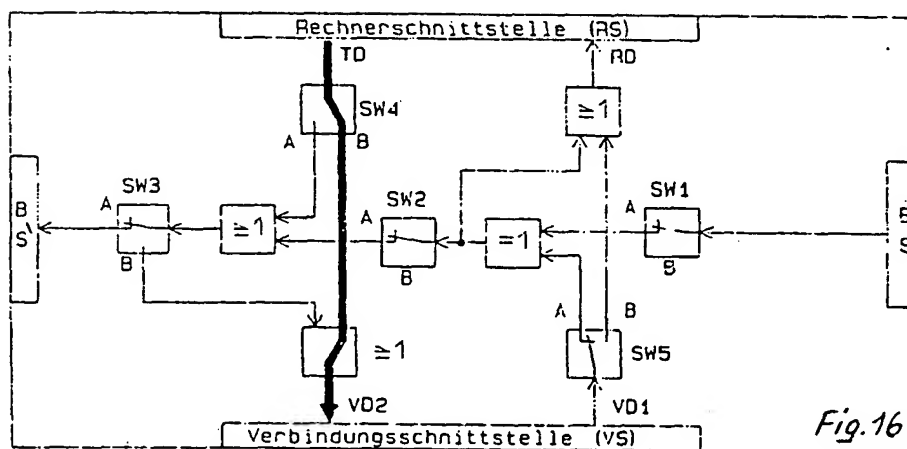 Rechnerschnittstelle (RS)
TD
RD
SW4
≥1
A
B
SW3
A
SW2
A
SW1
A
B
S'
≥1
=1
B
S
B
B
B
A
B
≥1
SW5
VD2
VD1
Verbindungsschnittstelle (VS)
Fig.16